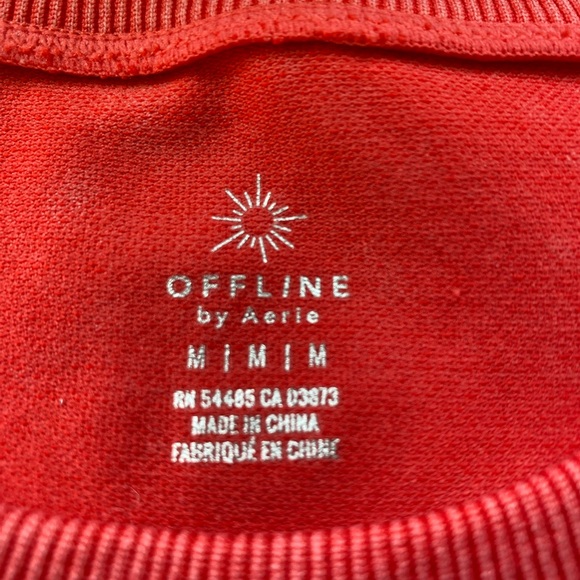 OFFLINE
by Aerie
M | M | M
RN 54485 CA 03873
MADE IN CHINA
FABRIQUÉ EN CHINE